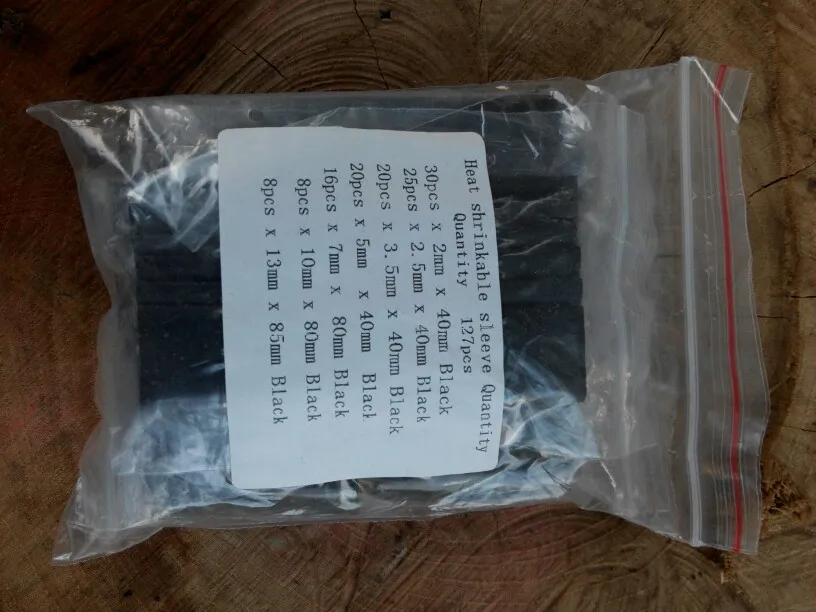 Heat shrinkable sleeve Quantity
Quantity 127pcs
30pcs x 2mm x 40mm Black
25pcs x 2.5mm x 40mm Black
20pcs x 3.5mm x 40mm Black
20pcs x 5mm x 40mm Black
16pcs x 7mm x 80mm Black
8pcs x 10mm x 80mm Black
8pcs x 13mm x 85mm Black